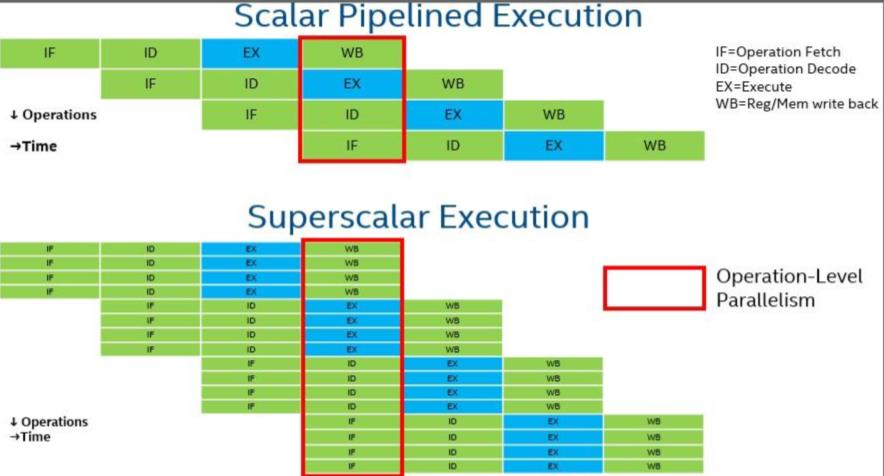 Scalar Pipelined Execution
IF ID EX WB
IF ID EX WB
↓ Operations IF ID EX WB
→Time IF ID EX WB
IF=Operation Fetch
ID=Operation Decode
EX=Execute
WB=Reg/Mem write back
Superscalar Execution
IF ID EX WB
IF ID EX WB
IF ID EX WB
IF ID EX WB
IF ID EX WB
IF ID EX WB
IF ID EX WB
IF ID EX WB
IF ID EX WB
IF ID EX WB
IF ID EX WB
IF ID EX WB
↓ Operations IF ID EX WB
→Time IF ID EX WB
IF ID EX WB
IF ID EX WB
Operation-Level
Parallelism